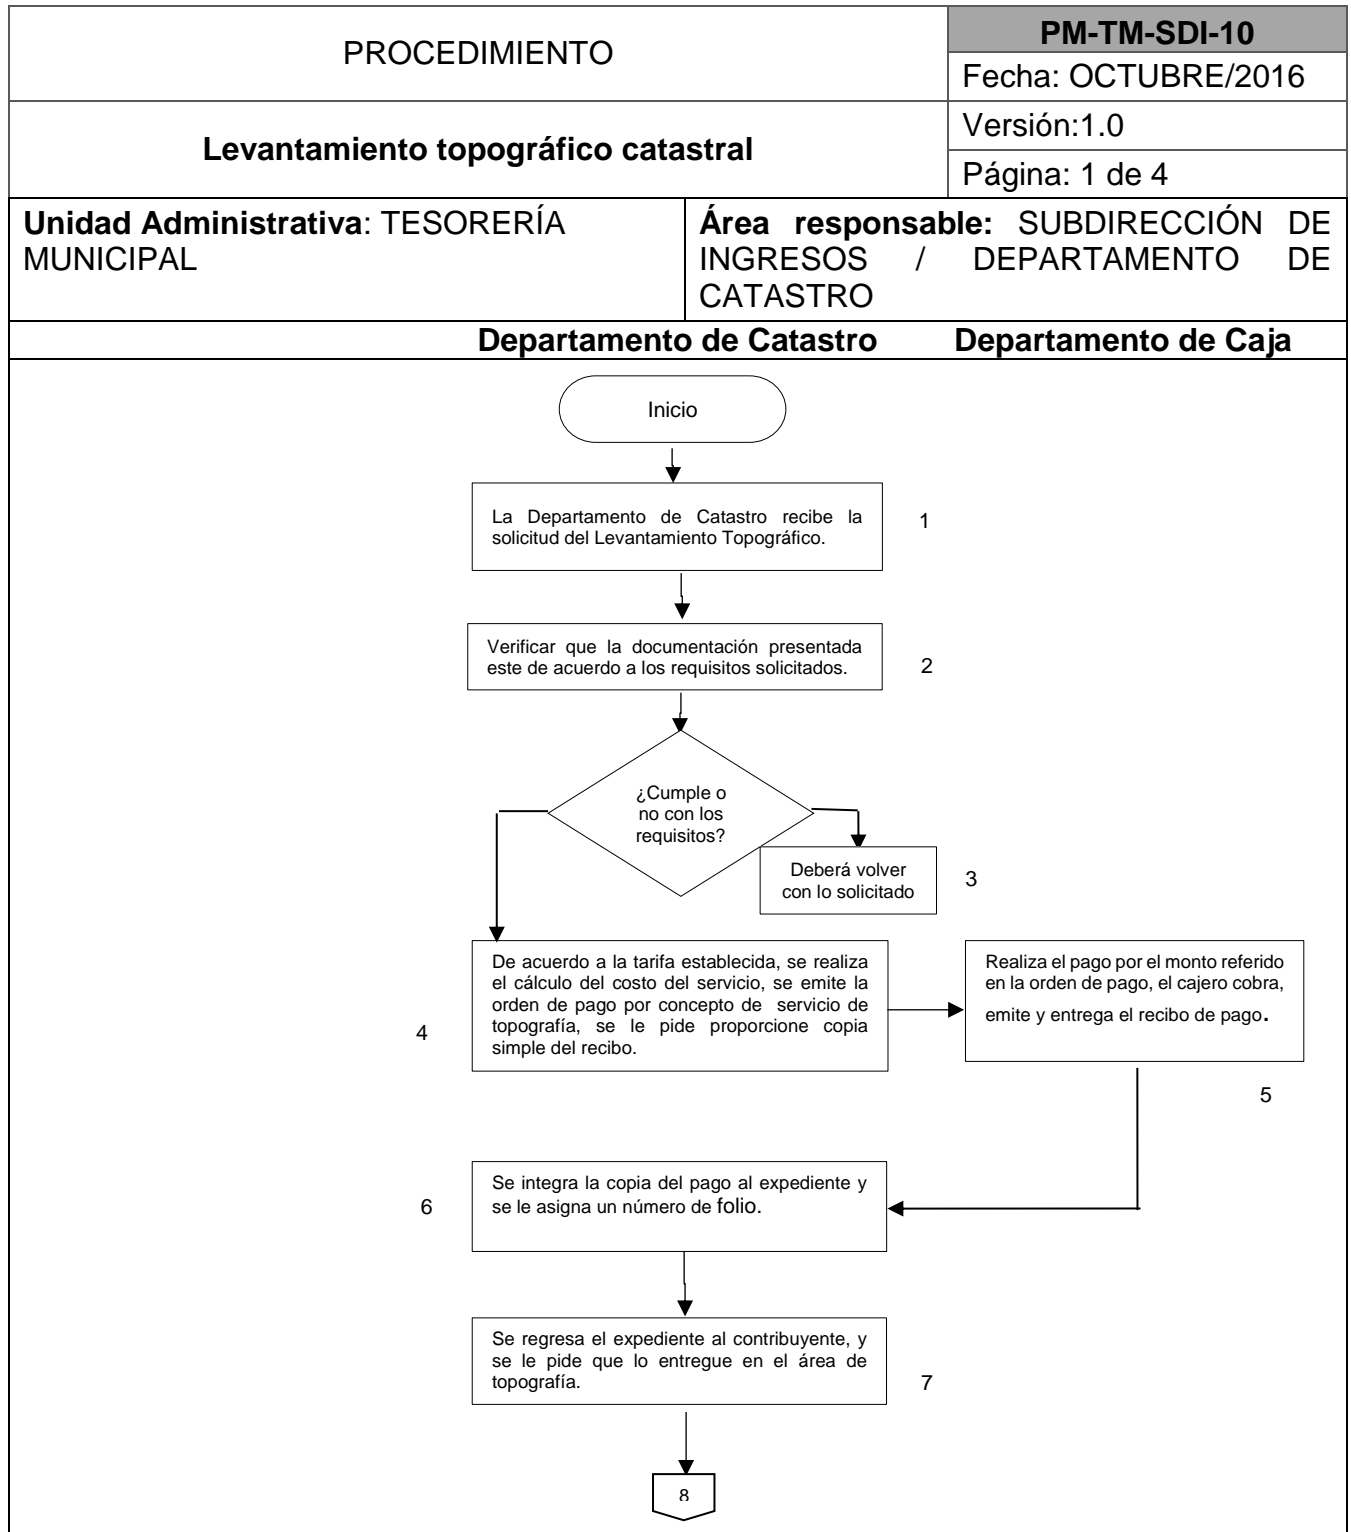 PROCEDIMIENTO
PM-TM-SDI-10
Fecha: OCTUBRE/2016
Levantamiento topográfico catastral
Versión:1.0
Página: 1 de 4
Unidad Administrativa: TESORERÍA
MUNICIPAL
Área responsable: SUBDIRECCIÓN DE
INGRESOS / DEPARTAMENTO DE
CATASTRO
Departamento de Catastro Departamento de Caja
Inicio
La Departamento de Catastro recibe la
solicitud del Levantamiento Topográfico.
1
Verificar que la documentación presentada
este de acuerdo a los requisitos solicitados.
2
¿Cumple o
no con los
requisitos?
Deberá volver
con lo solicitado
3
De acuerdo a la tarifa establecida, se realiza
el cálculo del costo del servicio, se emite la
orden de pago por concepto de servicio de
topografía, se le pide proporcione copia
simple del recibo.
4
Realiza el pago por el monto referido
en la orden de pago, el cajero cobra,
emite y entrega el recibo de pago.
5
Se integra la copia del pago al expediente y
se le asigna un número de folio.
6
Se regresa el expediente al contribuyente, y
se le pide que lo entregue en el área de
topografía.
7
8